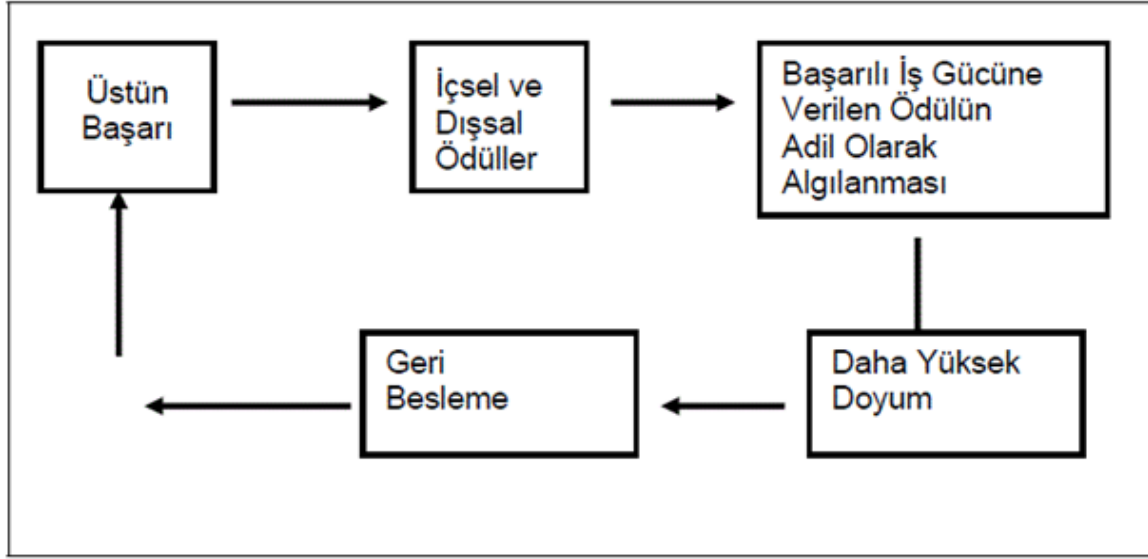 Üstün
Başarı
İçsel ve
Dışsal
Ödüller
Başarılı İş Gücüne
Verilen Ödülün
Adil Olarak
Algılanması
Geri
Besleme
Daha Yüksek
Doyum